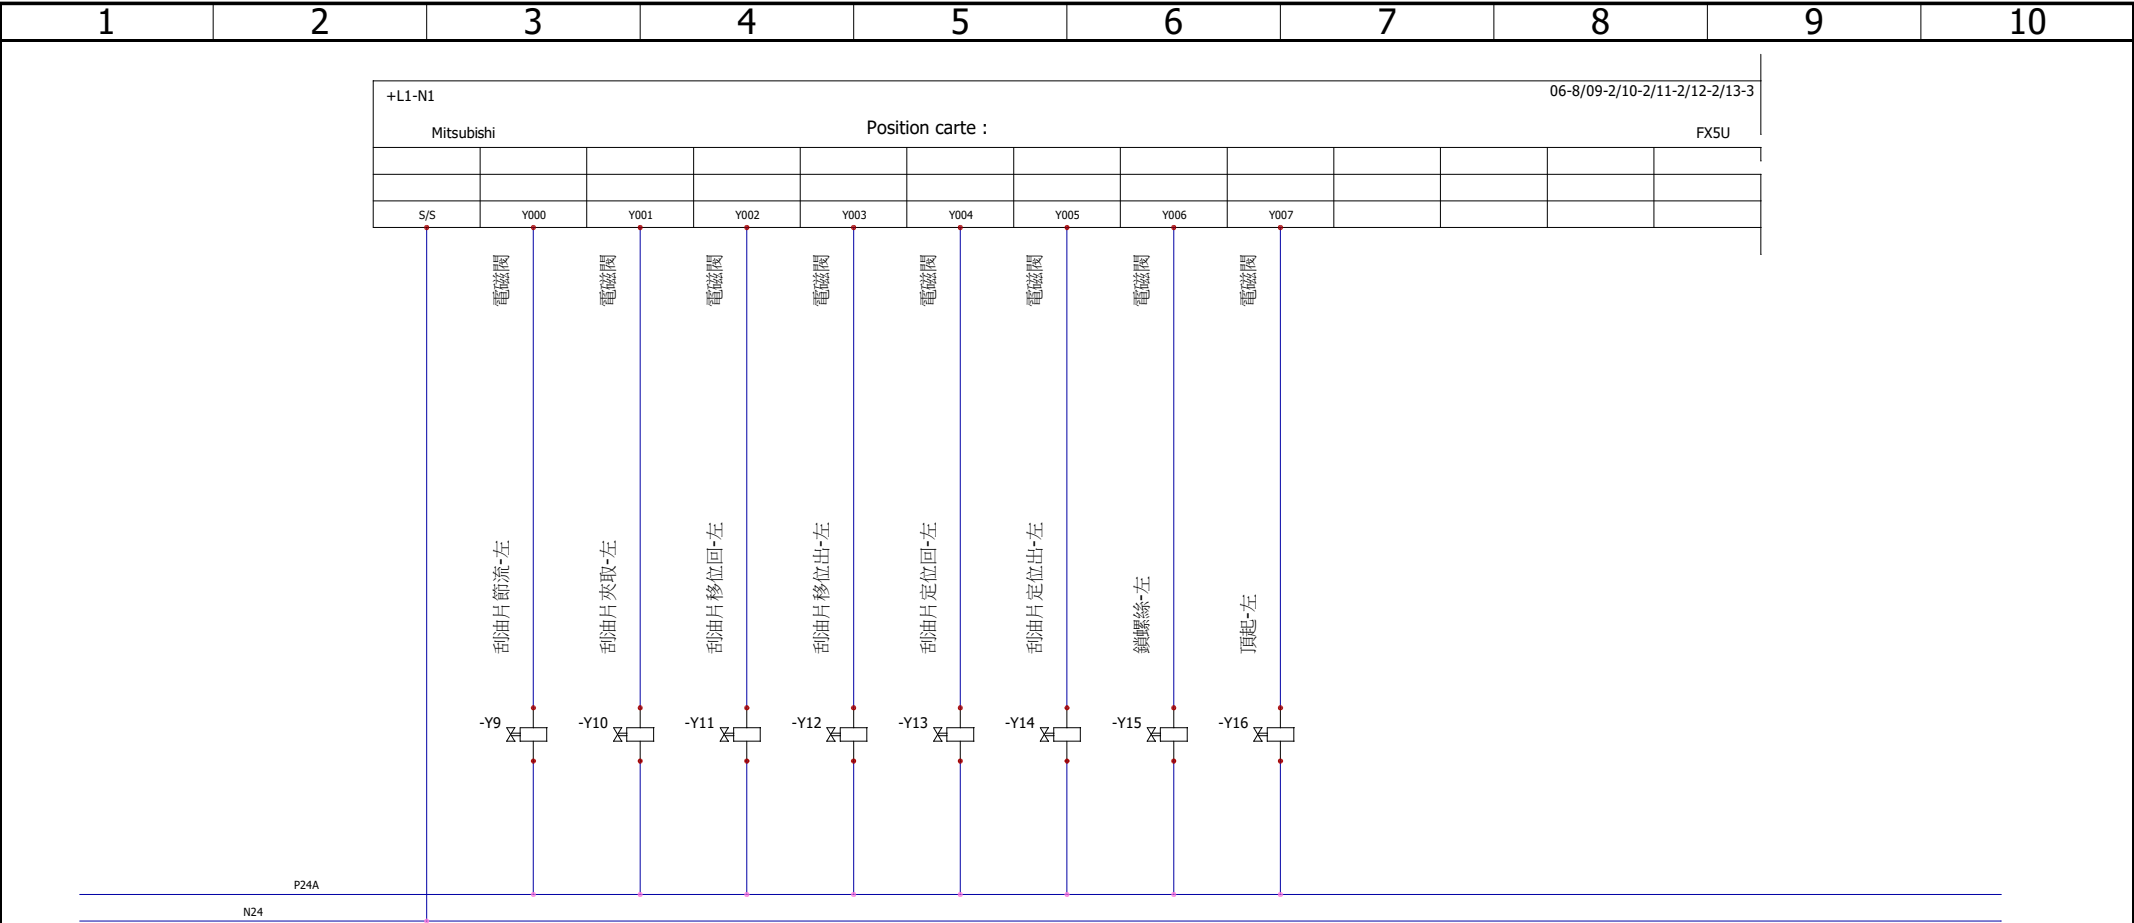 1 2 3 4 5 6 7 8 9 10
+L1-N1 06-8/09-2/10-2/11-2/12-2/13-3
Mitsubishi Position carte : FX5U
S/S Y000 Y001 Y002 Y003 Y004 Y005 Y006 Y007
電磁閥 電磁閥 電磁閥 電磁閥 電磁閥 電磁閥 電磁閥 電磁閥
刮油片節流-左
刮油片夾取-左
刮油片移位回-左
刮油片移位出-左
刮油片定位回-左
刮油片定位出-左
鎖螺絲-左
頂起-左
-Y9 -Y10 -Y11 -Y12 -Y13 -Y14 -Y15 -Y16
P24A
N24